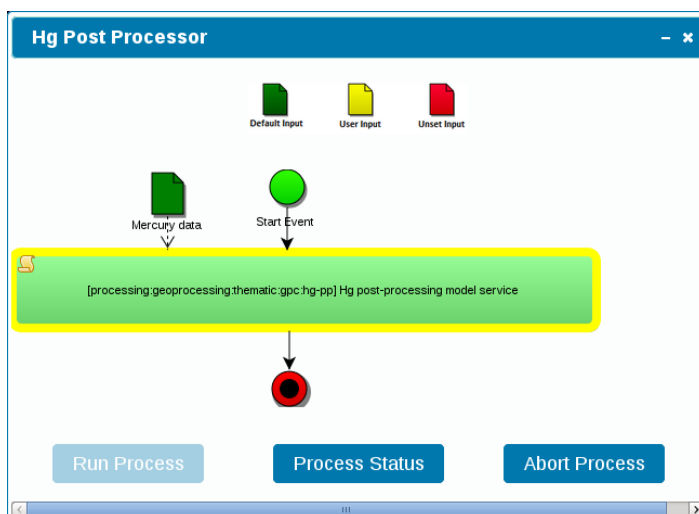 Hg Post Processor
Default Input
User Input
Unset Input
Mercury data
Start Event
[processing:geoprocessing:thematic:gpc:hg-pp] Hg post-processing model service
Run Process
Process Status
Abort Process